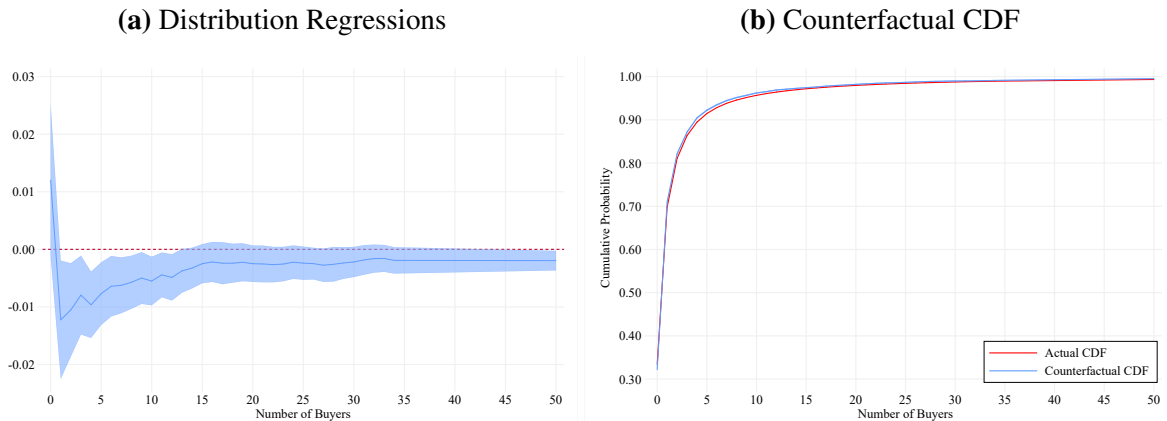 (a) Distribution Regressions
0.03
0.02
0.01
0.00
-0.01
-0.02
0 5 10 15 20 25 30 35 40 45 50
Number of Buyers
(b) Counterfactual CDF
Cumulative Probability
1.00
0.90
0.80
0.70
0.60
0.50
0.40
0.30
Actual CDF
Counterfactual CDF
0 5 10 15 20 25 30 35 40 45 50
Number of Buyers